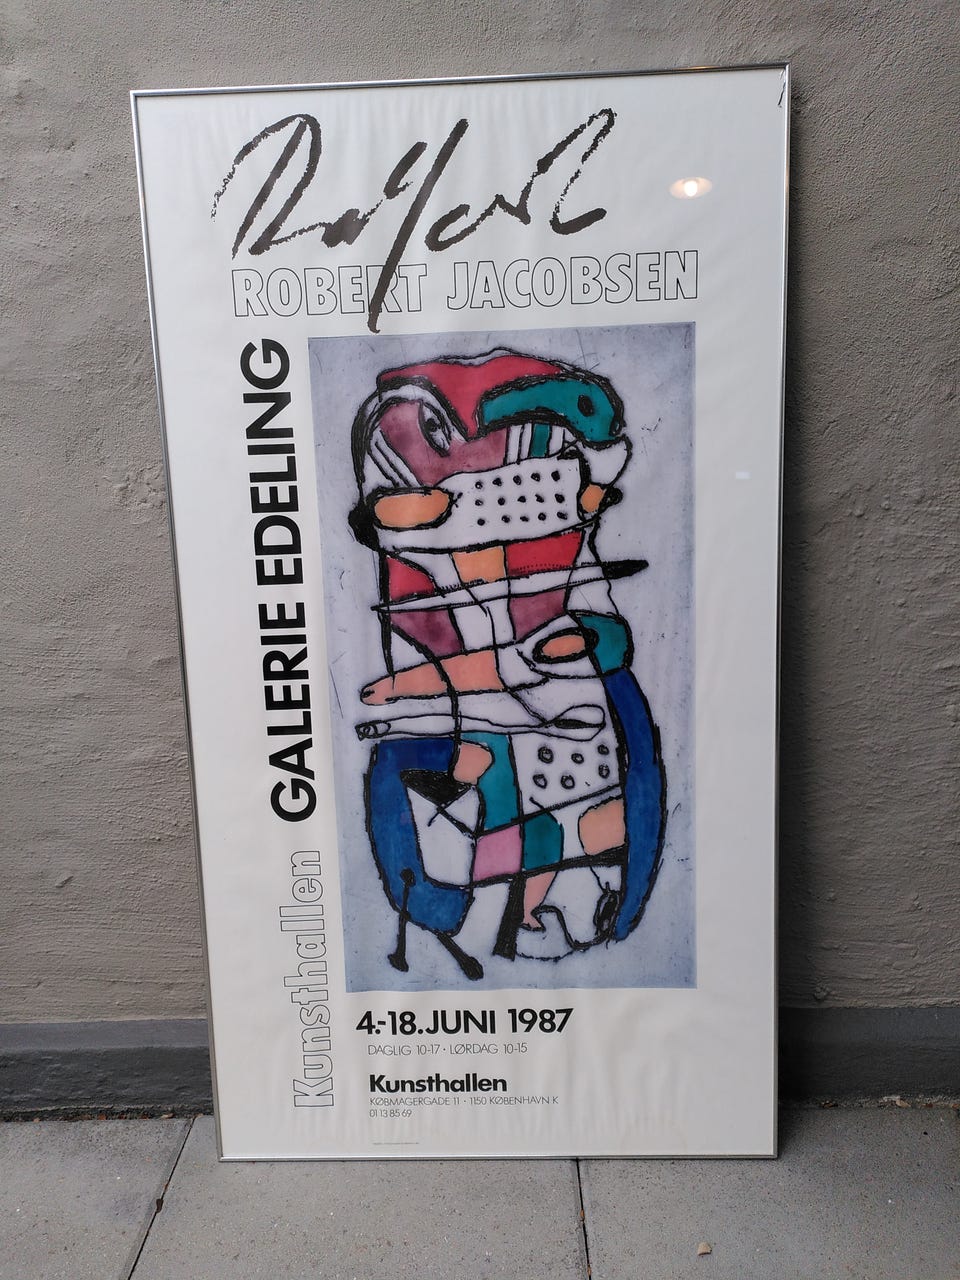 ROBERT JACOBSEN
GALERIE EDELING
Kunsthallen
4.-18. JUNI 1987
DAGLIG 10-17 · LØRDAG 10-15
Kunsthallen
KØBMAGERGADE 11 · 1150 KØBENHAVN K
01 13 85 69